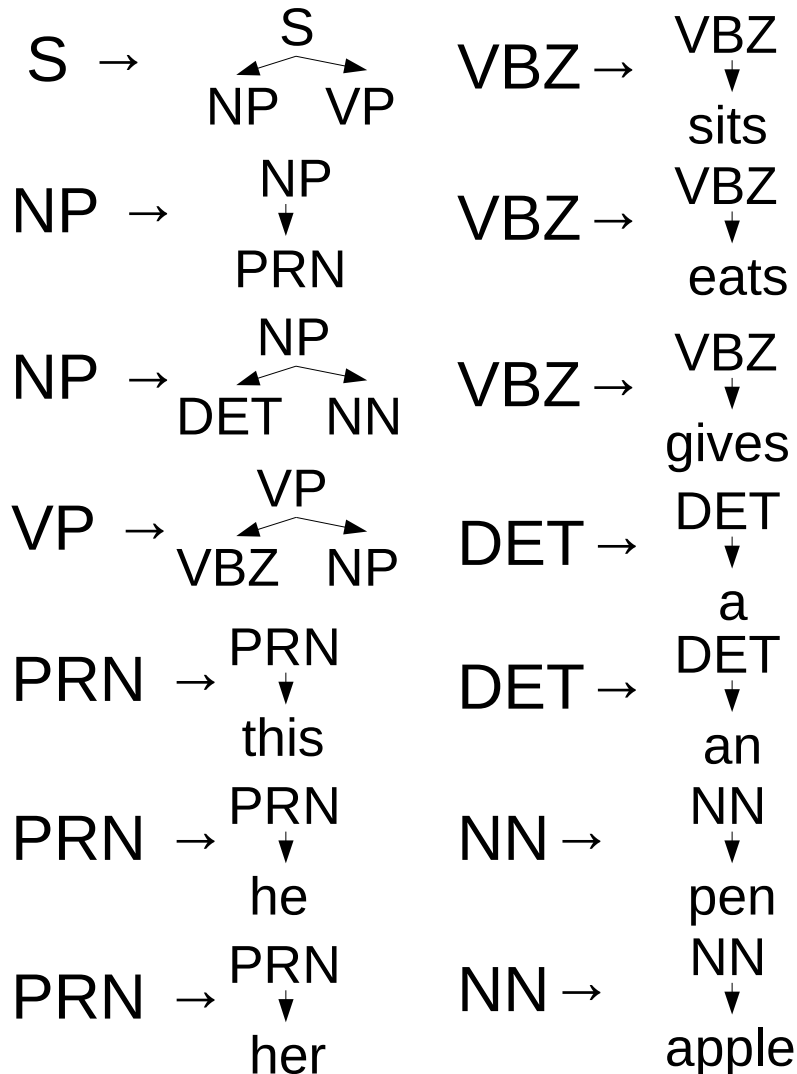 S → S
NP VP
NP → NP
PRN
NP → NP
DET NN
VP → VP
VBZ NP
PRN → PRN
this
PRN → PRN
he
PRN → PRN
her
VBZ → VBZ
sits
VBZ → VBZ
eats
VBZ → VBZ
gives
DET → DET
a
DET → DET
an
NN → NN
pen
NN → NN
apple